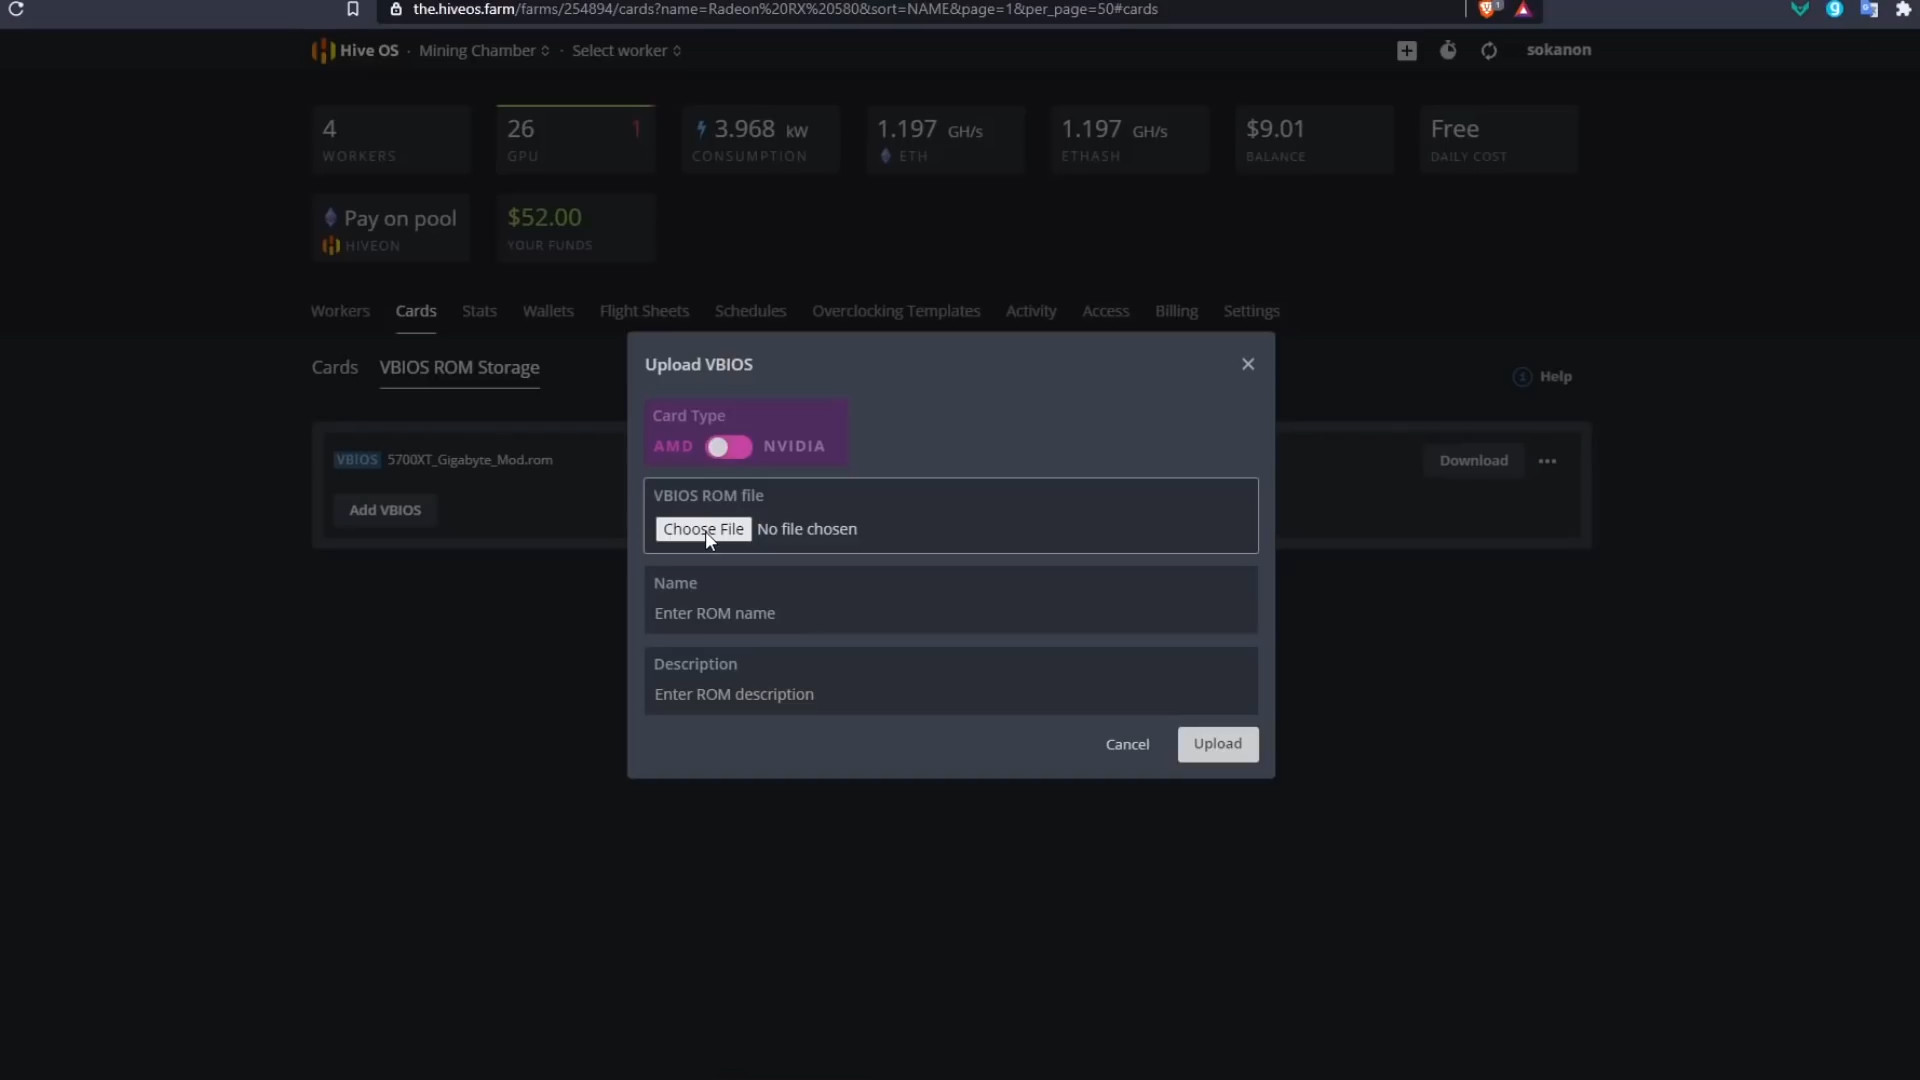 the.hiveos.farm/farms/254894/cards?name=Radeon%20RX%20580&sort=NAME&page=1&per_page=50#cards
1
Hive OS · Mining Chamber · Select worker
sokanon
4
WORKERS
26 1
GPU
3.968 kW
CONSUMPTION
1.197 GH/s
ETH
1.197 GH/s
ETHASH
$9.01
BALANCE
Free
DAILY COST
Pay on pool
HIVEON
$52.00
YOUR FUNDS
Workers Cards Stats Wallets Flight Sheets Schedules Overclocking Templates Activity Access Billing Settings
Cards VBIOS ROM Storage
Help
VBIOS 5700XT_Gigabyte_Mod.rom
Download ...
Add VBIOS
Upload VBIOS
Card Type
AMD NVIDIA
VBIOS ROM file
Choose File No file chosen
Name
Enter ROM name
Description
Enter ROM description
Cancel Upload